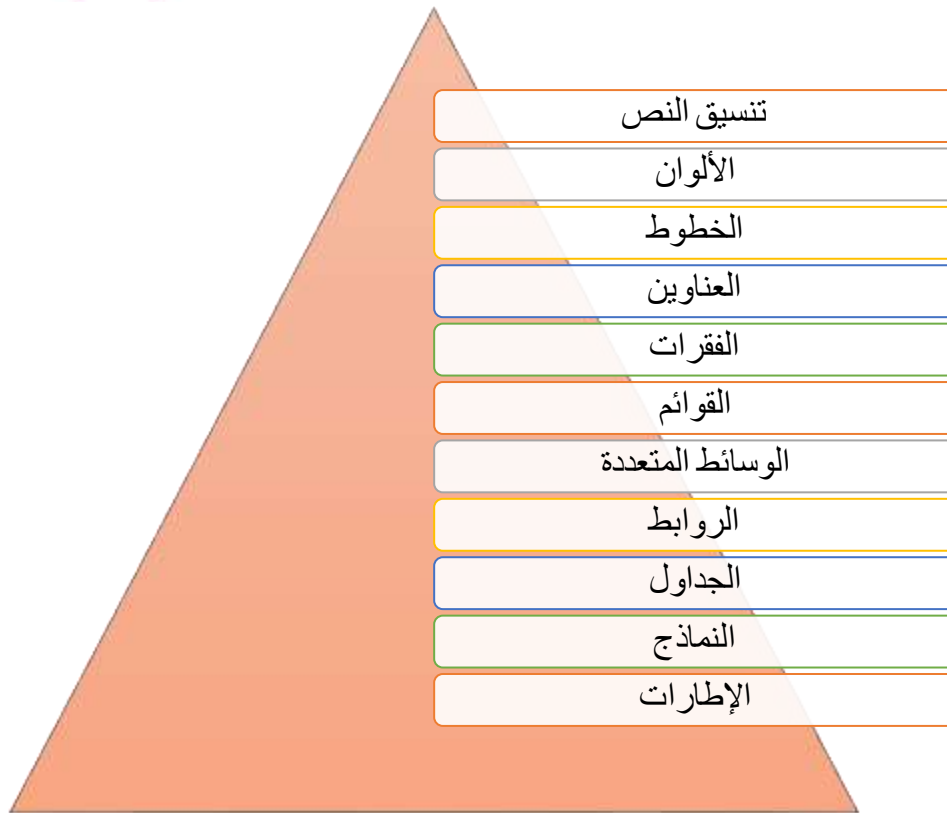 تنسيق النص
الألوان
الخطوط
العناوين
الفقرات
القوائم
الوسائط المتعددة
الروابط
الجداول
النماذج
الإطارات